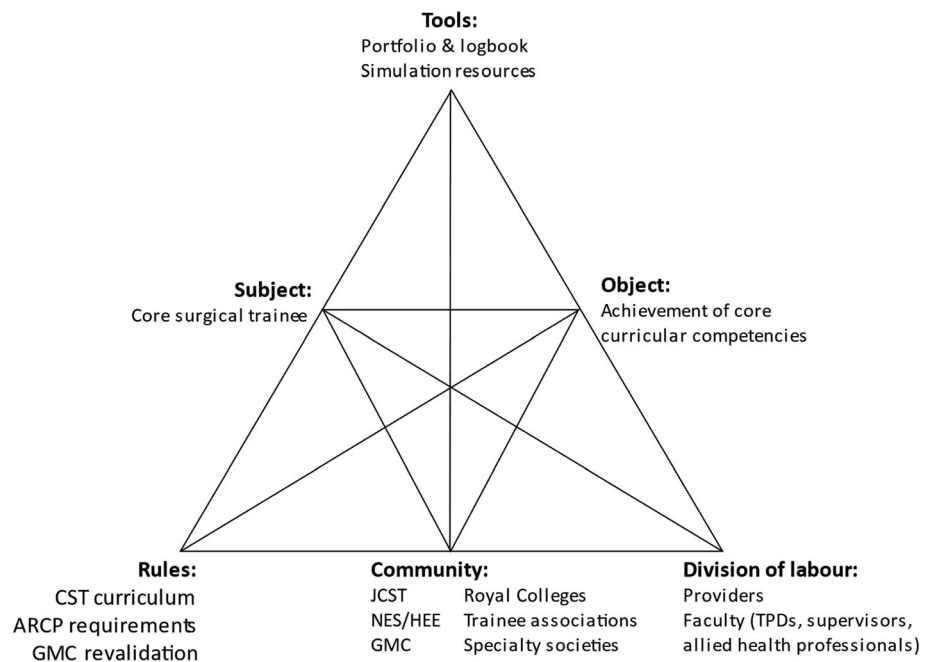 Tools:
Portfolio & logbook
Simulation resources
Subject:
Core surgical trainee
Object:
Achievement of core
curricular competencies
Rules:
CST curriculum
ARCP requirements
GMC revalidation
Community:
JCST Royal Colleges
NES/HEE Trainee associations
GMC Specialty societies
Division of labour:
Providers
Faculty (TPDs, supervisors,
allied health professionals)